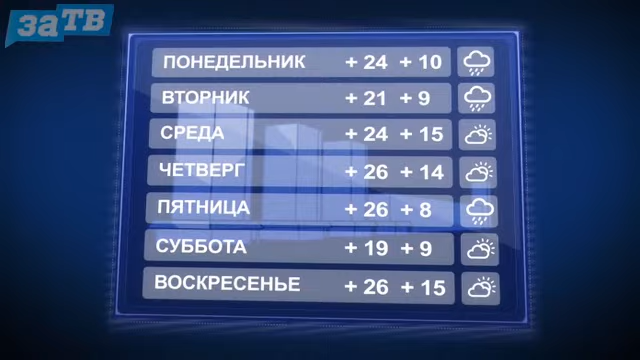 заТВ
ПОНЕДЕЛЬНИК + 24 + 10
ВТОРНИК + 21 + 9
СРЕДА + 24 + 15
ЧЕТВЕРГ + 26 + 14
ПЯТНИЦА + 26 + 8
СУББОТА + 19 + 9
ВОСКРЕСЕНЬЕ + 26 + 15